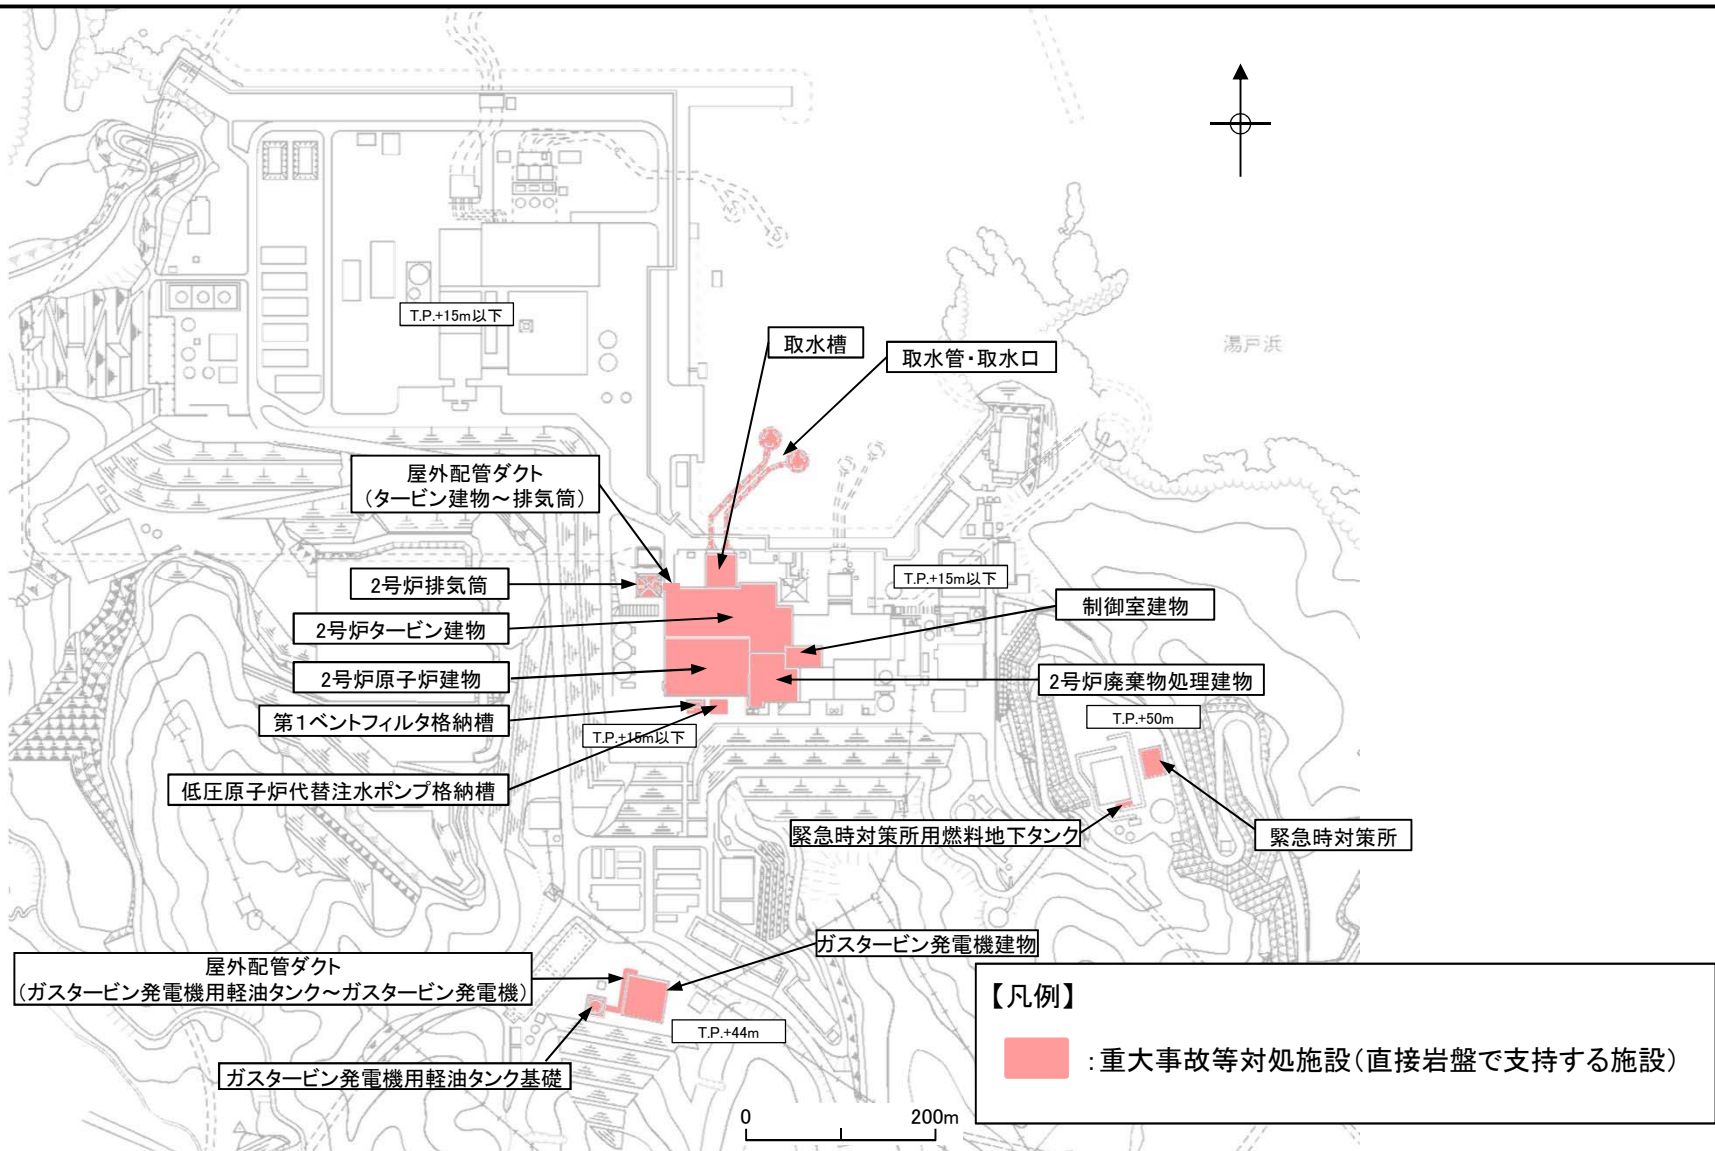 T.P.+15m以下
取水槽
取水管・取水口
湯戸浜
屋外配管ダクト
(タービン建物～排気筒)
2号炉排気筒
T.P.+15m以下
制御室建物
2号炉タービン建物
2号炉原子炉建物
2号炉廃棄物処理建物
第1ベントフィルタ格納槽
T.P.+50m
T.P.+15m以下
低圧原子炉代替注水ポンプ格納槽
緊急時対策所用燃料地下タンク
緊急時対策所
ガスタービン発電機建物
屋外配管ダクト
(ガスタービン発電機用軽油タンク～ガスタービン発電機)
T.P.+44m
ガスタービン発電機用軽油タンク基礎
【凡例】
:重大事故等対処施設(直接岩盤で支持する施設)
0 200m